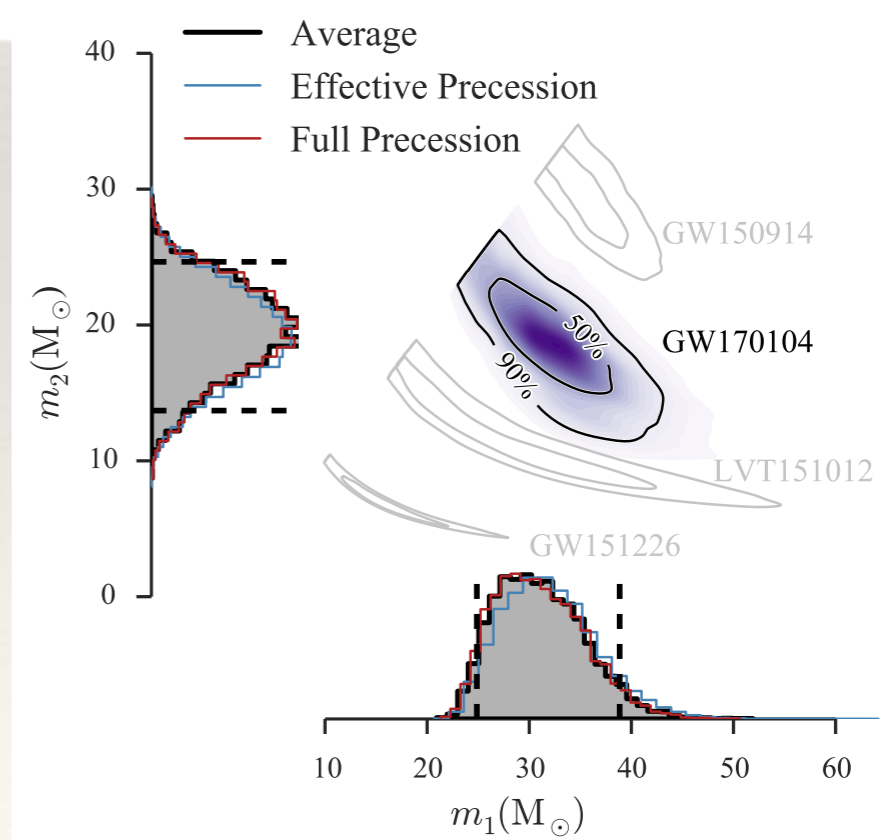 Average
Effective Precession
Full Precession
40
30
20
10
0
m₂(M☉)
GW150914
GW170104
50%
90%
LVT151012
GW151226
10 20 30 40 50 60
m₁(M☉)